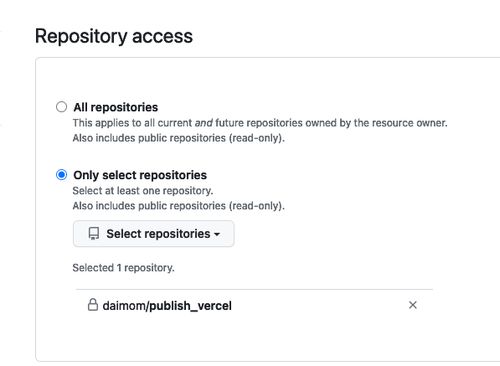 Repository access
All repositories
This applies to all current and future repositories owned by the resource owner.
Also includes public repositories (read-only).
Only select repositories
Select at least one repository.
Also includes public repositories (read-only).
Select repositories
Selected 1 repository.
daimom/publish_vercel